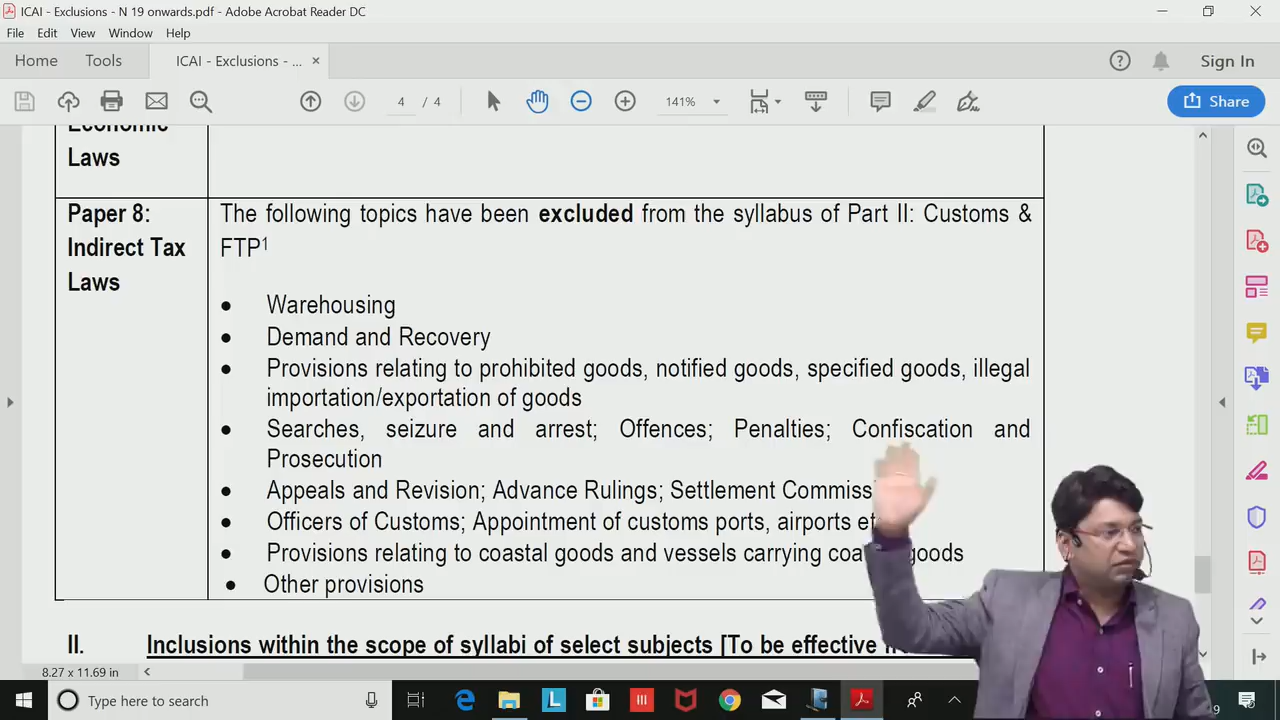 ICAI - Exclusions - N 19 onwards.pdf - Adobe Acrobat Reader DC
File Edit View Window Help
Home Tools ICAI - Exclusions - ... ×
Sign In
4 / 4
141%
Share
Economic
Laws
Paper 8:
Indirect Tax
Laws
The following topics have been excluded from the syllabus of Part II: Customs &
FTP1
• Warehousing
• Demand and Recovery
• Provisions relating to prohibited goods, notified goods, specified goods, illegal
importation/exportation of goods
• Searches, seizure and arrest; Offences; Penalties; Confiscation and
Prosecution
• Appeals and Revision; Advance Rulings; Settlement
• Officers of Customs; Appointment of customs ports, airports
• Provisions relating to coastal goods and vessels carrying goods
• Other provisions
II. Inclusions within the scope of syllabi of select subjects [To be effective
8.27 x 11.69 in
Type here to search